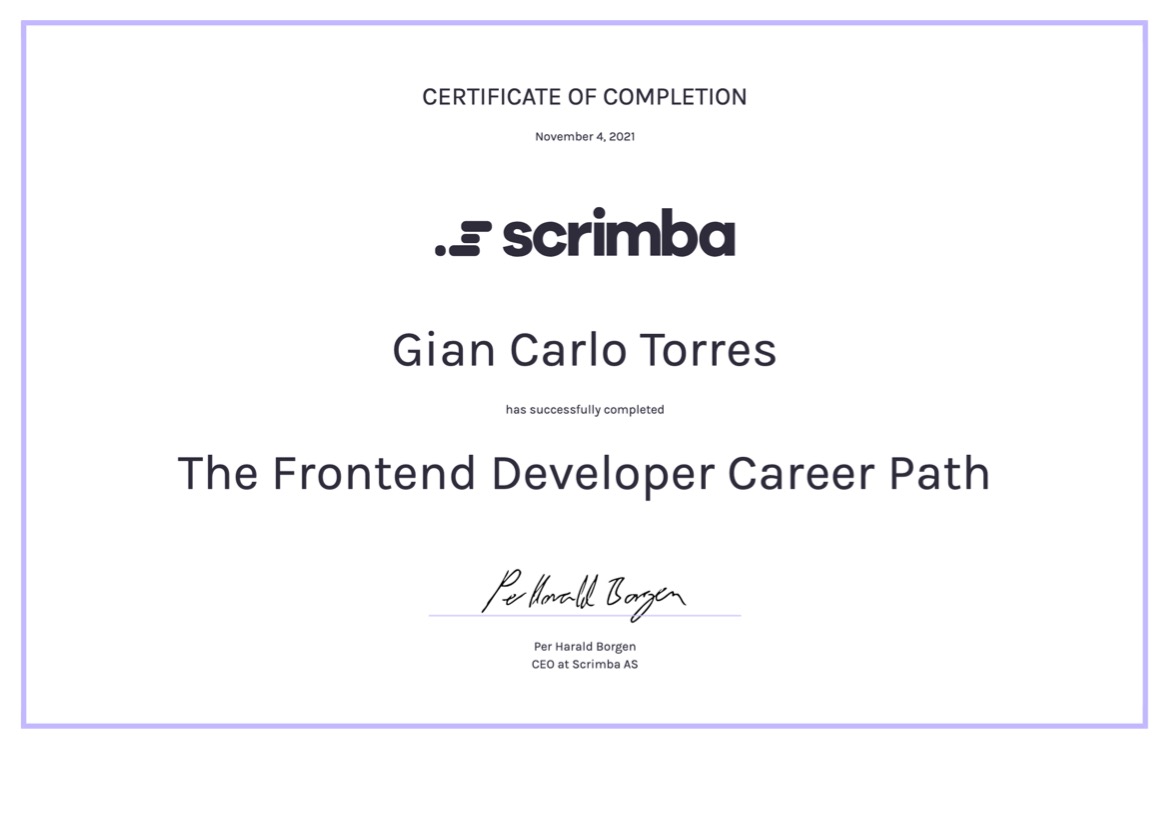 CERTIFICATE OF COMPLETION
November 4, 2021
scrimba
Gian Carlo Torres
has successfully completed
The Frontend Developer Career Path
Per Harald Borgen
Per Harald Borgen
CEO at Scrimba AS